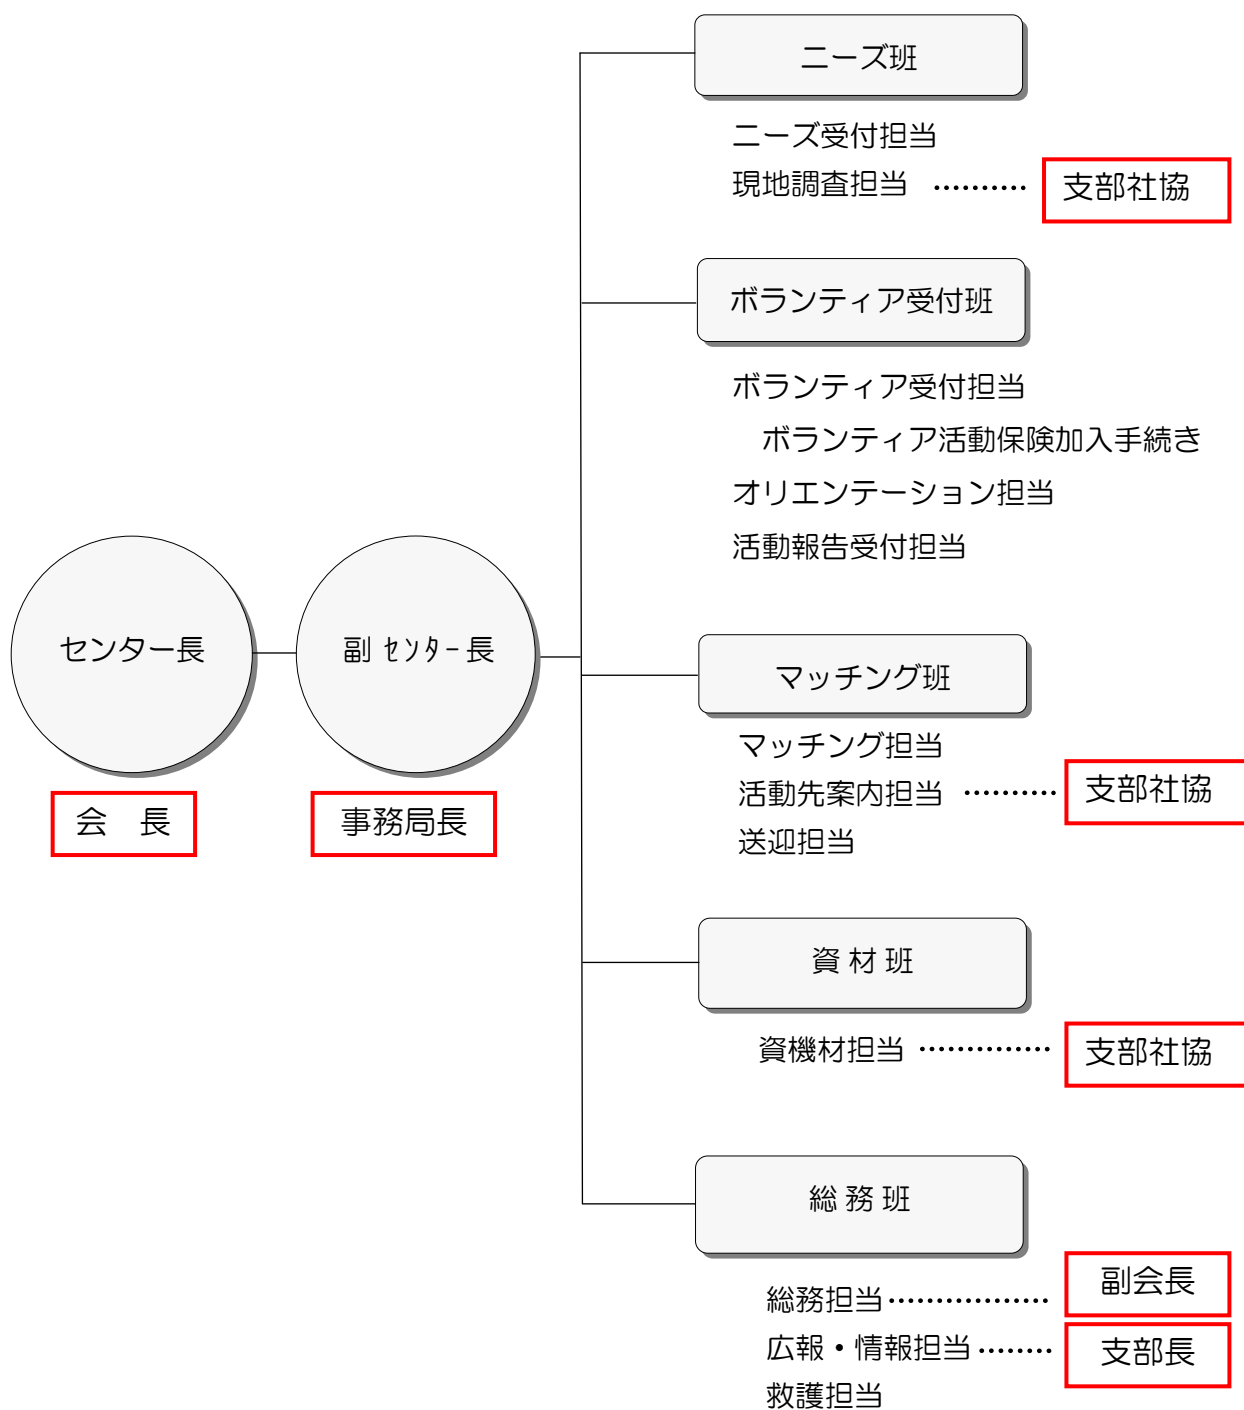 ニーズ班
ニーズ受付担当
現地調査担当 ・・・・・・・・・・ 支部社協
ボランティア受付班
ボランティア受付担当
ボランティア活動保険加入手続き
オリエンテーション担当
活動報告受付担当
センター長
副 ｾﾝﾀｰ 長
会　長
事務局長
マッチング班
マッチング担当
活動先案内担当 ・・・・・・・・・・ 支部社協
送迎担当
資 材 班
資機材担当 ・・・・・・・・・・・・・・ 支部社協
総 務 班
総務担当・・・・・・・・・・・・・・・・・ 副会長
広報・情報担当・・・・・・・・ 支部長
救護担当